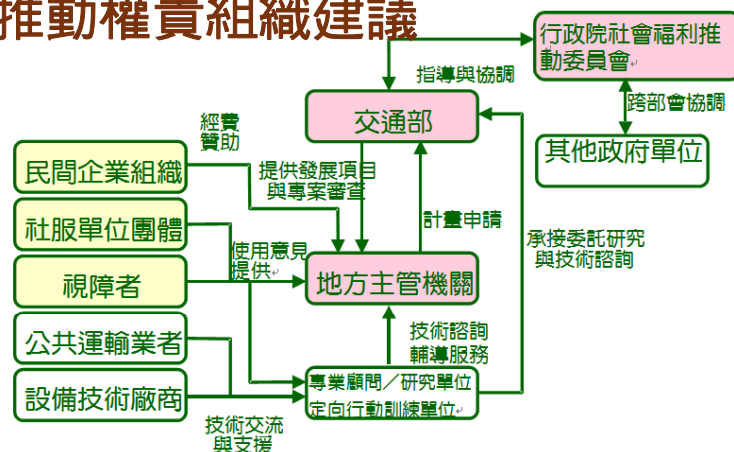 推動權責組織建議
行政院社會福利推
動委員會
指導與協調
跨部會協調
交通部
經費
贊助
其他政府單位
民間企業組織
提供發展項目
與專案審查
社服單位團體
計畫申請
使用意見
提供
承接委託研究
與技術諮詢
視障者
地方主管機關
公共運輸業者
技術諮詢
輔導服務
設備技術廠商
專業顧問／研究單位
定向行動訓練單位
技術交流
與支援